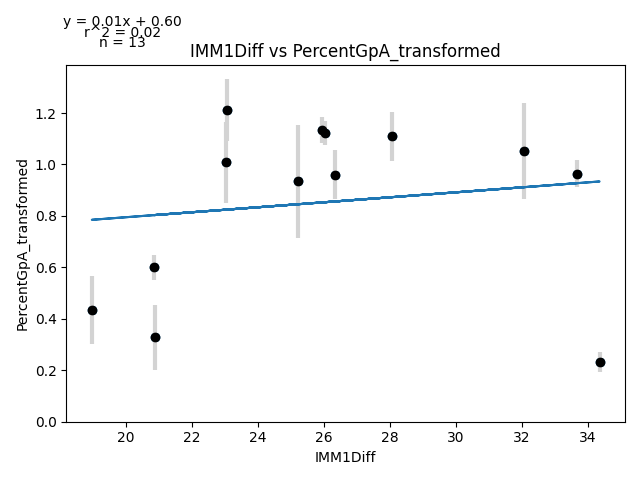 y = 0.01x + 0.60
r^2 = 0.02
n = 13
IMM1Diff vs PercentGpA_transformed
1.2
1.0
0.8
0.6
0.4
0.2
0.0
PercentGpA_transformed
20 22 24 26 28 30 32 34
IMM1Diff